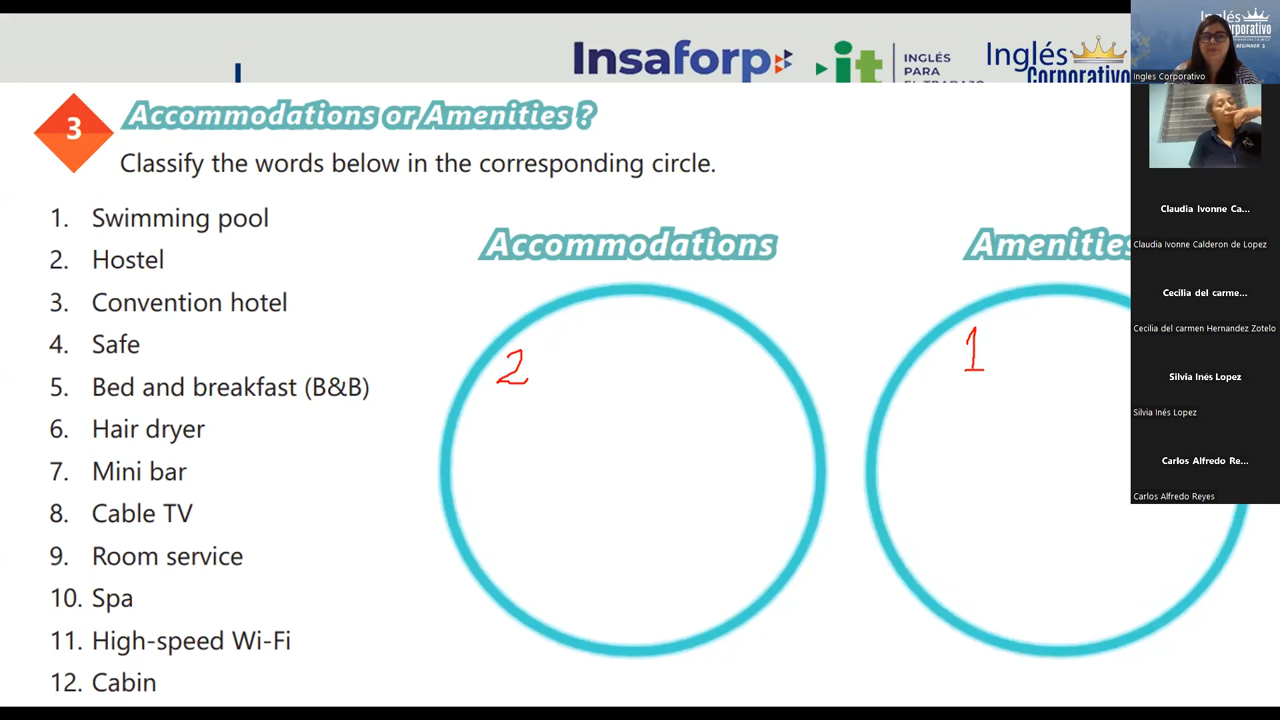 Insaforp
it
INGLÉS
PARA
EL TRABAJO
Inglés
Corporativo
3
Accommodations or Amenities ?
Classify the words below in the corresponding circle.
1. Swimming pool
2. Hostel
3. Convention hotel
4. Safe
5. Bed and breakfast (B&B)
6. Hair dryer
7. Mini bar
8. Cable TV
9. Room service
10. Spa
11. High-speed Wi-Fi
12. Cabin
Accommodations
2
Amenities
1
Ingles Corporativo
Claudia Ivonne Ca...
Claudia Ivonne Calderon de Lopez
Cecilia del carme...
Cecilia del carmen Hernandez Zotelo
Silvia Inés Lopez
Silvia Inés Lopez
Carlos Alfredo Re...
Carlos Alfredo Reyes